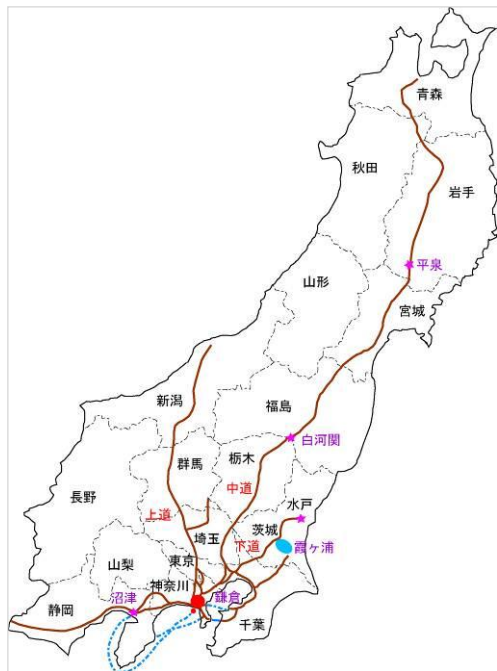 青森
秋田
岩手
平泉
山形
宮城
新潟
福島
白河関
群馬
栃木
長野
中道
水戸
上道
茨城
埼玉
下道
霞ヶ浦
山梨
東京
神奈川
沼津
鎌倉
静岡
千葉